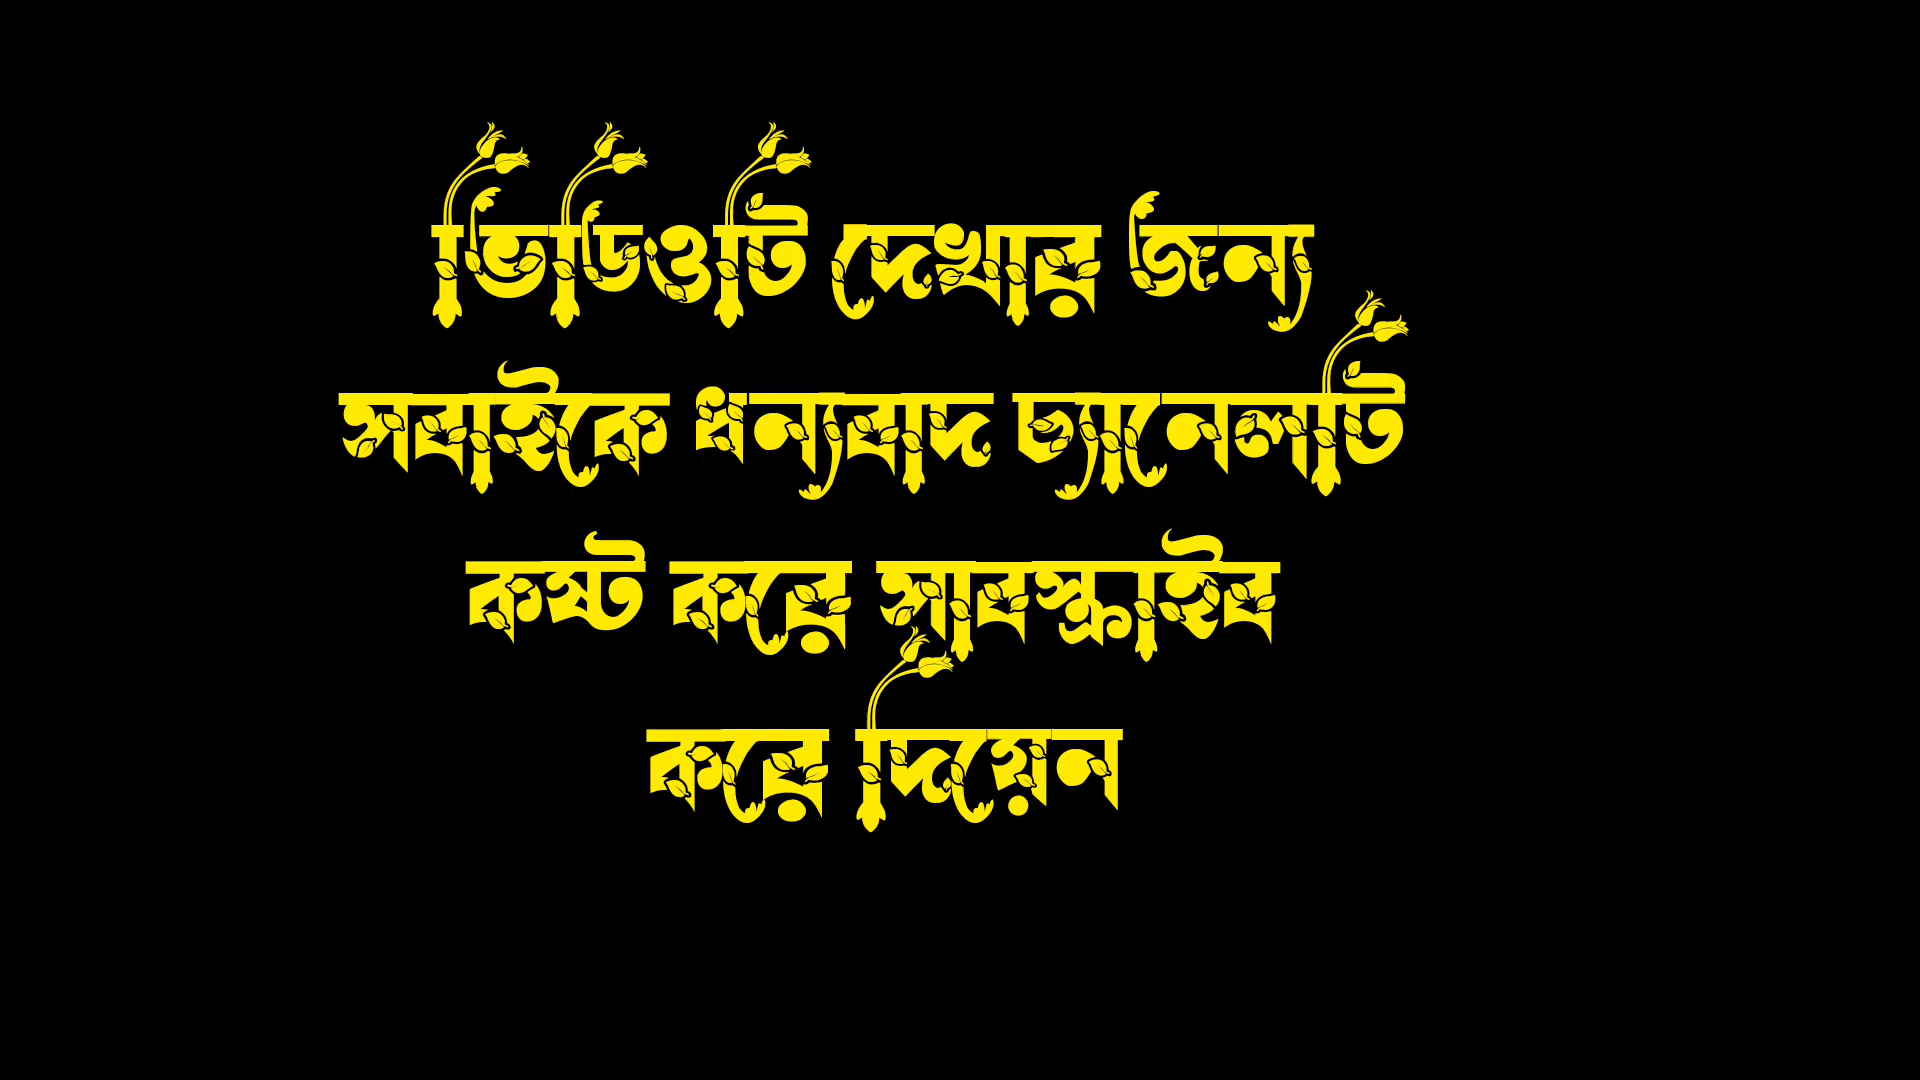 ভিডিওটি দেখার জন্য
সবাইকে ধন্যবাদ চ্যানেলটি
কষ্ট করে সাবস্ক্রাইব
করে দিয়েন